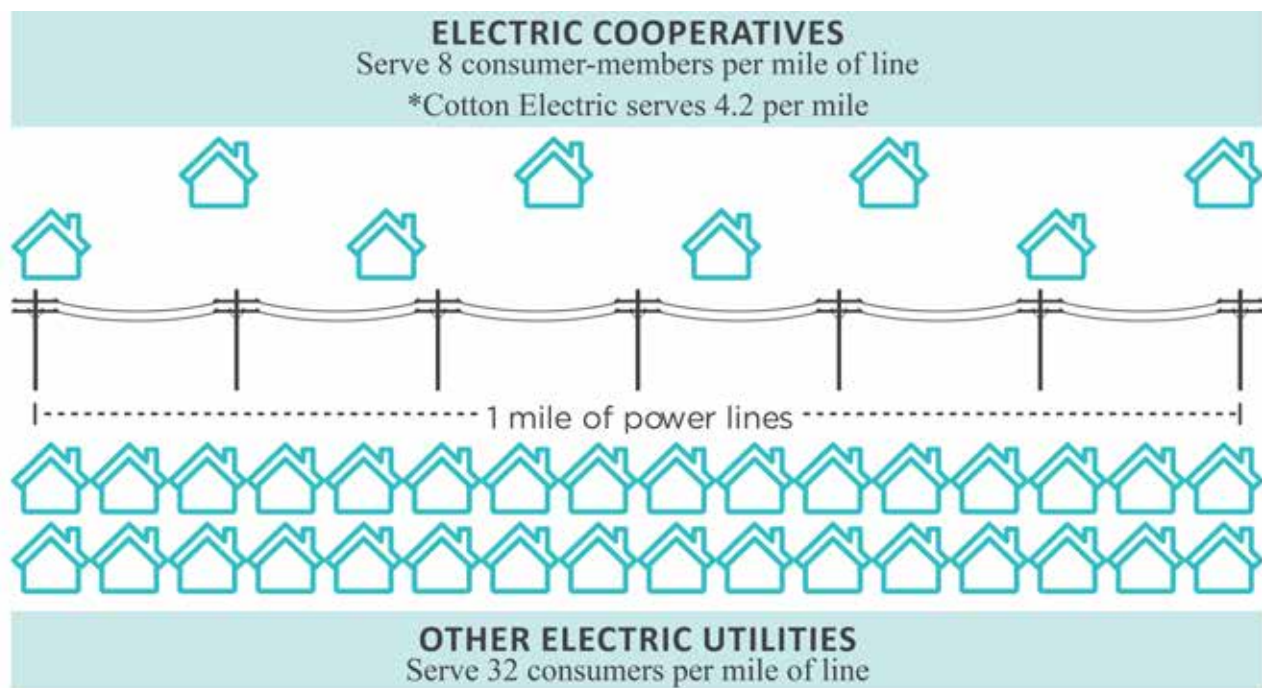 ELECTRIC COOPERATIVES
Serve 8 consumer-members per mile of line
*Cotton Electric serves 4.2 per mile
1 mile of power lines
OTHER ELECTRIC UTILITIES
Serve 32 consumers per mile of line